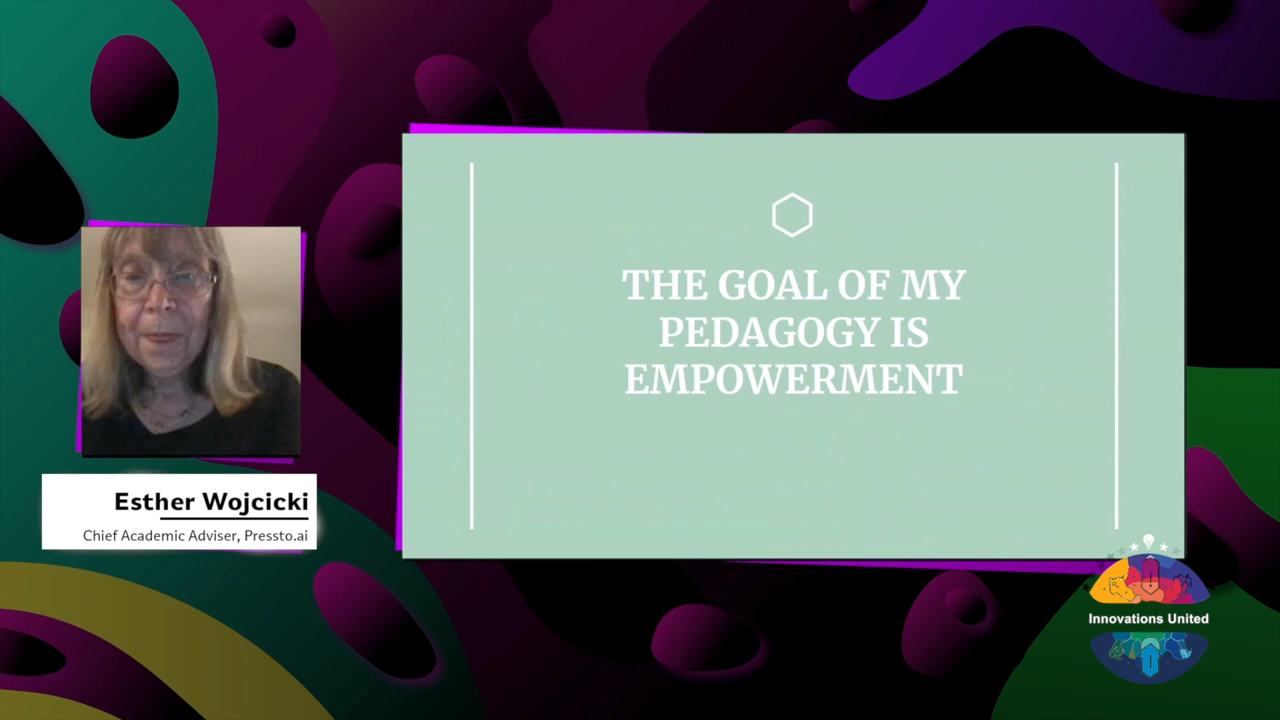 THE GOAL OF MY
PEDAGOGY IS
EMPOWERMENT
Esther Wojcicki
Chief Academic Adviser, Pressto.ai
Innovations United